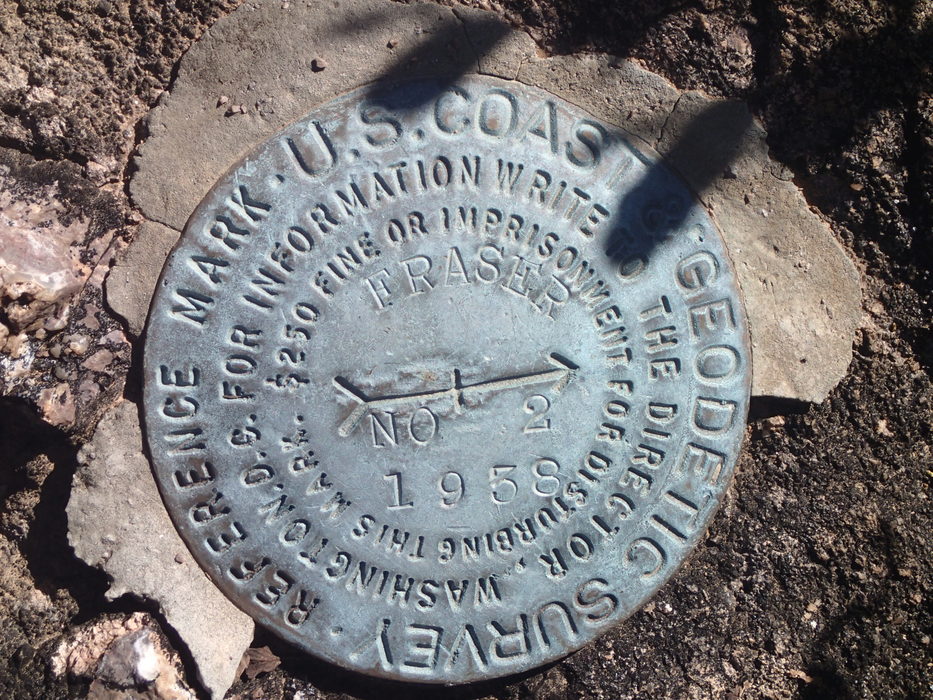 U.S. COAST & GEODETIC SURVEY · REFERENCE MARK ·
FOR INFORMATION WRITE TO THE DIRECTOR, WASHINGTON, D.C.
$250 FINE OR IMPRISONMENT FOR DISTURBING THIS MARK.
FRASER
NO 2
1938